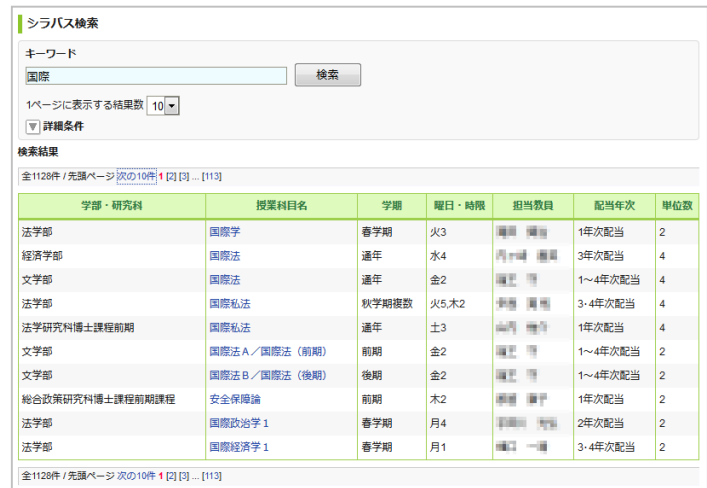 シラバス検索
キーワード
国際 検索
1ページに表示する結果数 10
詳細条件
検索結果
全1128件 / 先頭ページ 次の10件 1 [2] [3] ... [113]
学部・研究科 授業科目名 学期 曜日・時限 担当教員 配当年次 単位数
法学部 国際学 春学期 火3 1年次配当 2
経済学部 国際法 通年 水4 3年次配当 4
文学部 国際法 通年 金2 1～4年次配当 4
法学部 国際私法 秋学期複数 火5,木2 3・4年次配当 4
法学研究科博士課程前期 国際私法 通年 土3 1年次配当 4
文学部 国際法Ａ／国際法（前期） 前期 金2 1～4年次配当 2
文学部 国際法Ｂ／国際法（後期） 後期 金2 1～4年次配当 2
総合政策研究科博士課程前期課程 安全保障論 前期 木2 1年次配当 2
法学部 国際政治学１ 春学期 月4 2年次配当 2
法学部 国際経済学１ 春学期 月1 3・4年次配当 2
全1128件 / 先頭ページ 次の10件 1 [2] [3] ... [113]